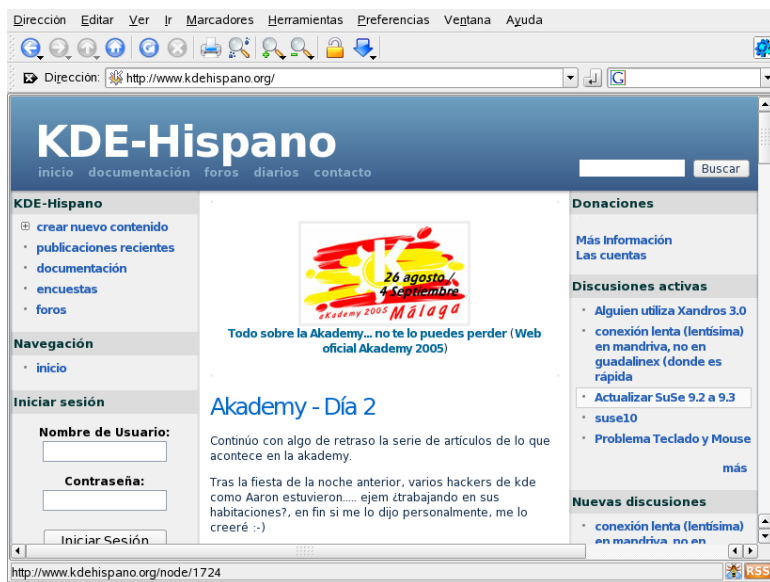 Dirección Editar Ver Ir Marcadores Herramientas Preferencias Ventana Ayuda
Dirección: http://www.kdehispano.org/
KDE-Hispano
inicio documentación foros diarios contacto
Buscar
KDE-Hispano
crear nuevo contenido
publicaciones recientes
documentación
encuestas
foros
Navegación
inicio
Iniciar sesión
Nombre de Usuario:
Contraseña:
Iniciar Sesión
26 agosto /
4 Septiembre
aKademy 2005 Málaga
Todo sobre la Akademy... no te lo puedes perder (Web
oficial Akademy 2005)
Akademy - Día 2
Continúo con algo de retraso la serie de artículos de lo que
acontece en la akademy.
Tras la fiesta de la noche anterior, varios hackers de kde
como Aaron estuvieron..... ejem ¿trabajando en sus
habitaciones?, en fin si me lo dijo personalmente, me lo
creeré :-)
Donaciones
Más Información
Las cuentas
Discusiones activas
Alguien utiliza Xandros 3.0
conexión lenta (lentísima)
en mandriva, no en
guadalinex (donde es
rápida
Actualizar SuSe 9.2 a 9.3
suse10
Problema Teclado y Mouse
más
Nuevas discusiones
conexión lenta (lentísima)
en mandriva, no en
http://www.kdehispano.org/node/1724
RSS